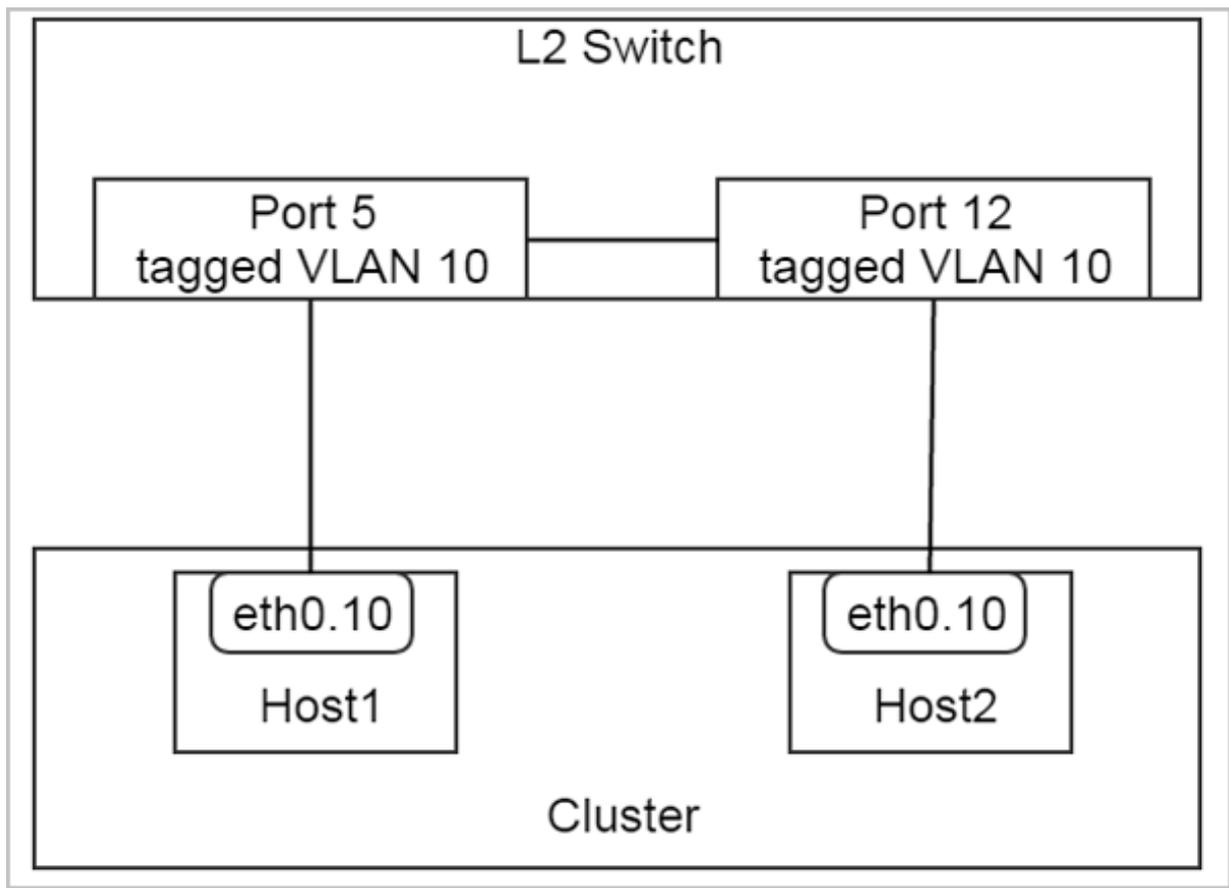 L2 Switch
Port 5
tagged VLAN 10
Port 12
tagged VLAN 10
eth0.10
Host1
eth0.10
Host2
Cluster